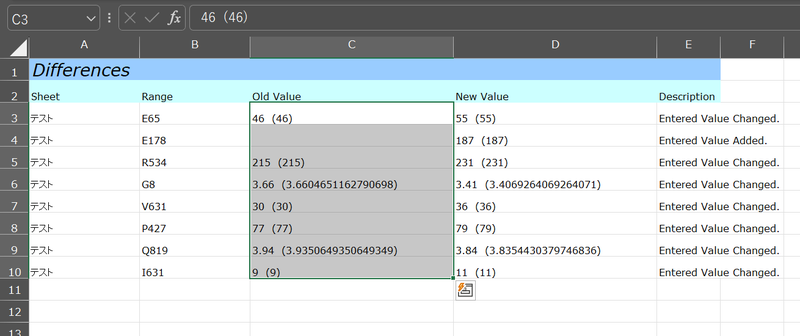 C3 fx 46 (46)
A B C D E F
1 Differences
2 Sheet Range Old Value New Value Description
3 テスト E65 46 (46) 55 (55) Entered Value Changed.
4 テスト E178 187 (187) Entered Value Added.
5 テスト R534 215 (215) 231 (231) Entered Value Changed.
6 テスト G8 3.66 (3.6604651162790698) 3.41 (3.4069264069264071) Entered Value Changed.
7 テスト V631 30 (30) 36 (36) Entered Value Changed.
8 テスト P427 77 (77) 79 (79) Entered Value Changed.
9 テスト Q819 3.94 (3.9350649350649349) 3.84 (3.8354430379746836) Entered Value Changed.
10 テスト I631 9 (9) 11 (11) Entered Value Changed.
11
12
13